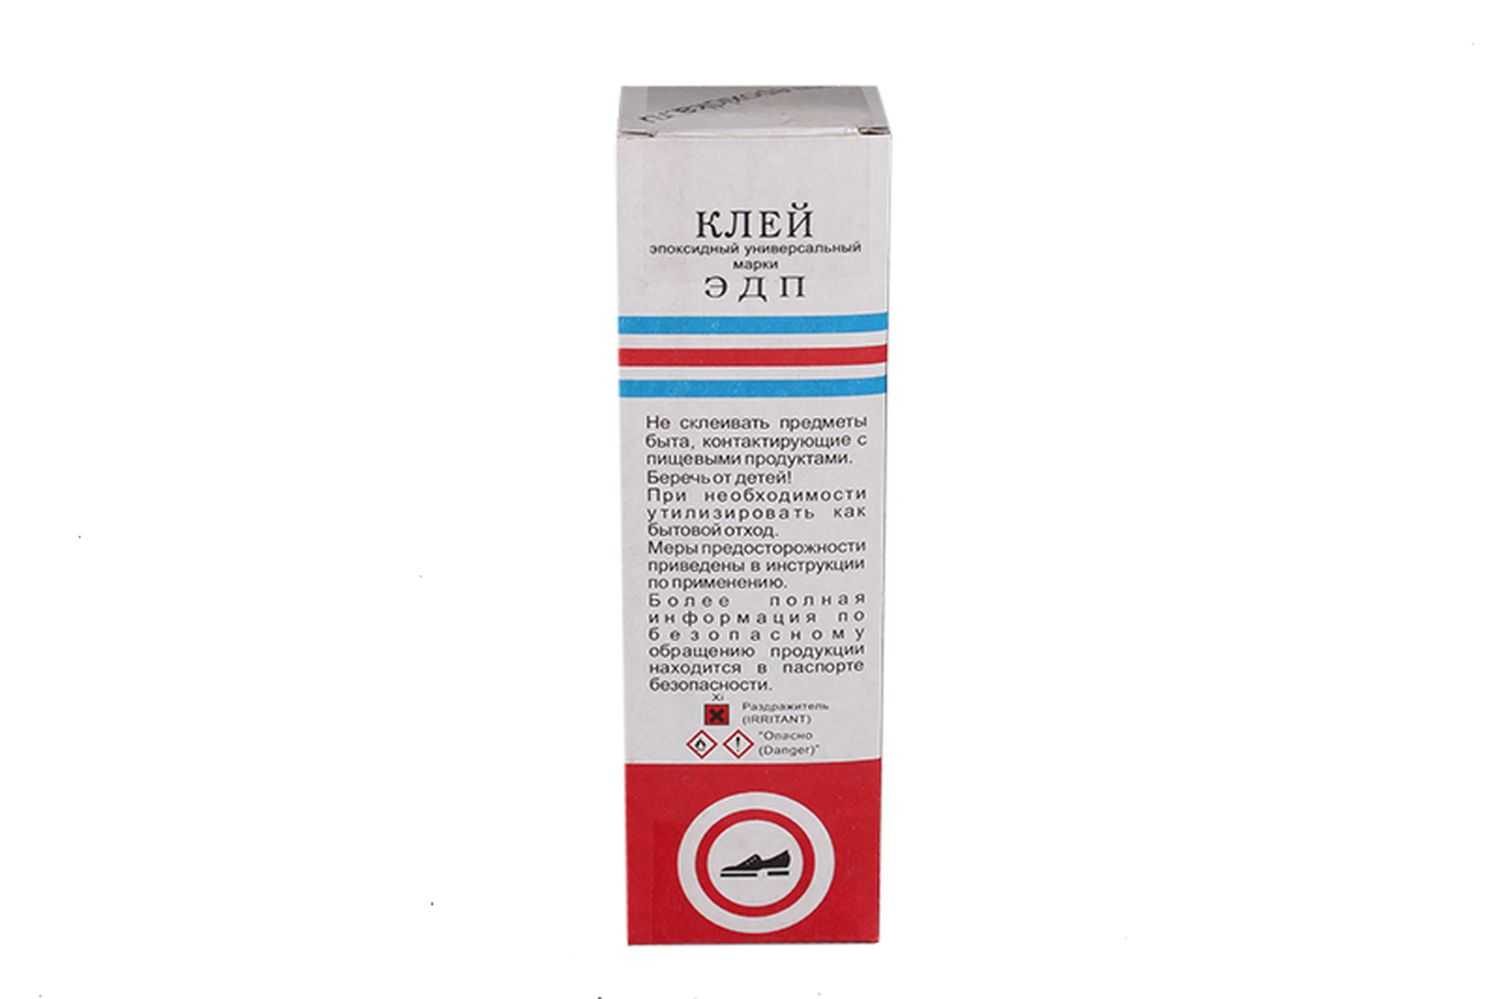 КЛЕЙ
эпоксидный универсальный
марки
ЭДП
Не склеивать предметы
быта, контактирующие с
пищевыми продуктами.
Беречь от детей!
При необходимости
утилизировать как
бытовой отход.
Меры предосторожности
приведены в инструкции
по применению.
Более полная
информация по
безопасному
обращению продукции
находится в паспорте
безопасности.
Xi
Раздражитель
(IRRITANT)
"Опасно
(Danger)"